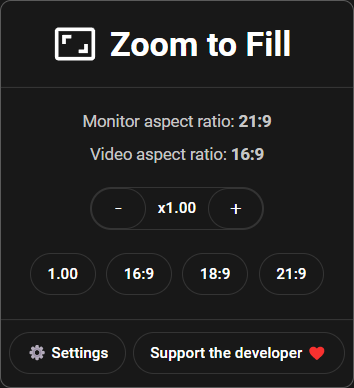 Zoom to Fill
Monitor aspect ratio: 21:9
Video aspect ratio: 16:9
- x1.00 +
1.00 16:9 18:9 21:9
Settings Support the developer